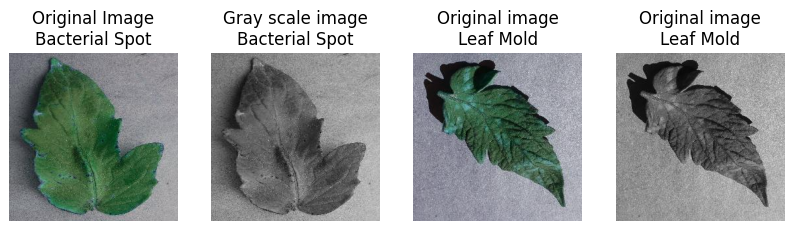 Original Image
Bacterial Spot
Gray scale image
Bacterial Spot
Original image
Leaf Mold
Original image
Leaf Mold